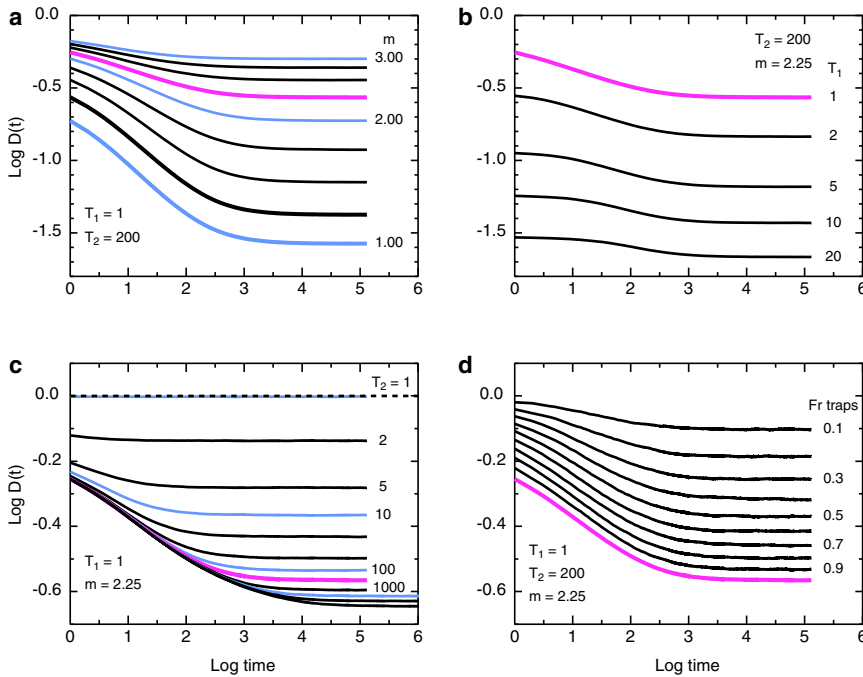 a
0.0
-0.5
-1.0
-1.5
Log D(t)
m
3.00
2.00
1.00
T1 = 1
T2 = 200
0 1 2 3 4 5 6
b
0.0
-0.5
-1.0
-1.5
T2 = 200
m = 2.25
T1
1
2
5
10
20
0 1 2 3 4 5 6
c
0.0
-0.2
-0.4
-0.6
Log D(t)
T2 = 1
2
5
10
100
1000
T1 = 1
m = 2.25
0 1 2 3 4 5 6
Log time
d
0.0
-0.2
-0.4
-0.6
Fr traps
0.1
0.3
0.5
0.7
0.9
T1 = 1
T2 = 200
m = 2.25
0 1 2 3 4 5 6
Log time